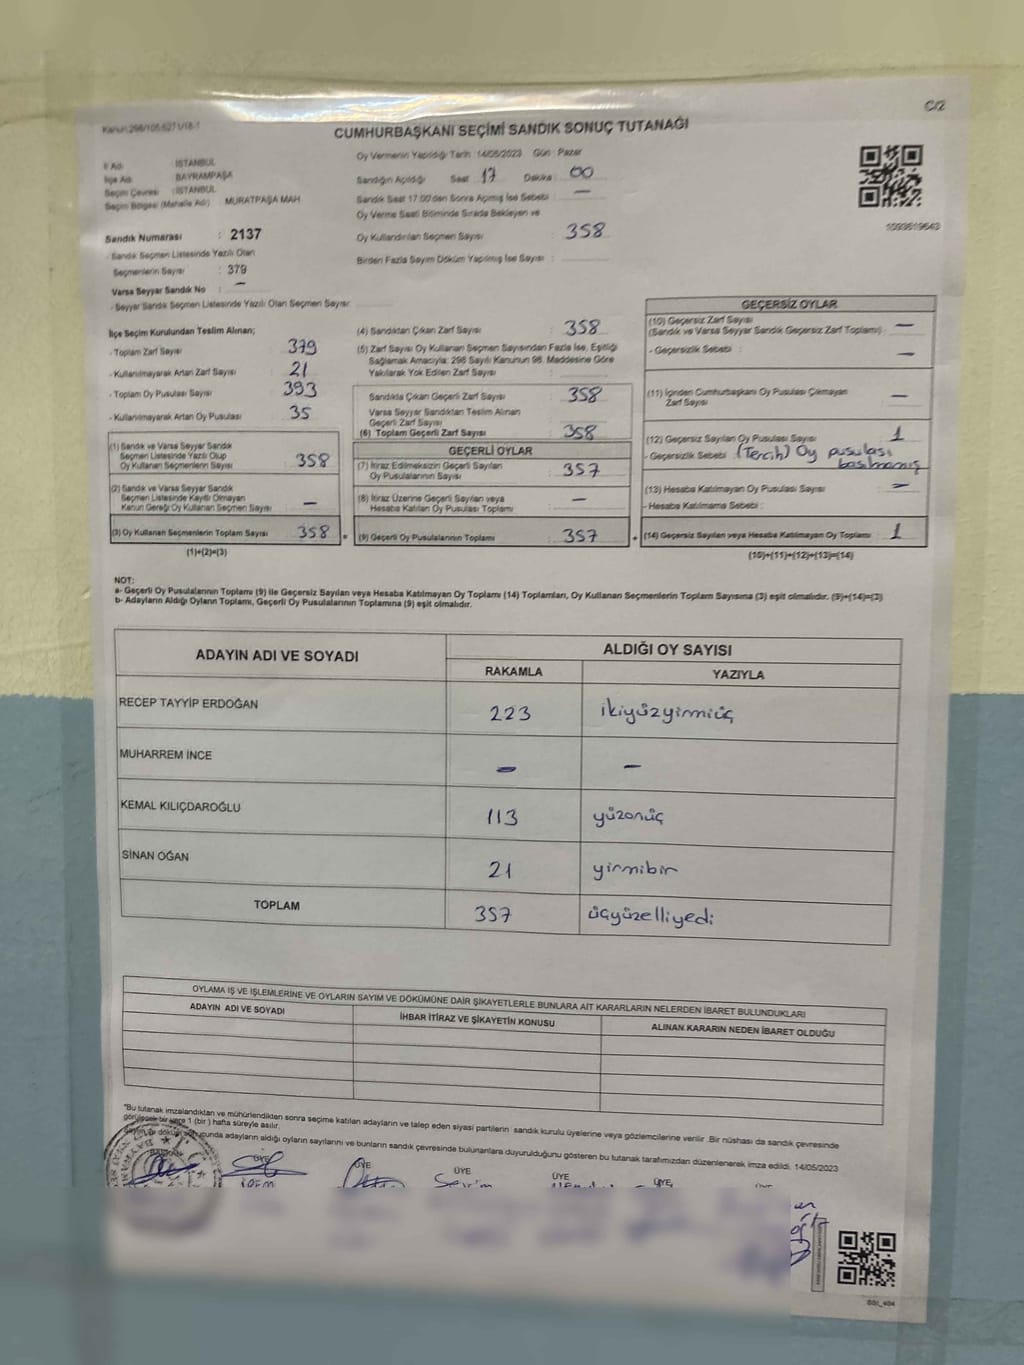 C/2
CUMHURBAŞKANI SEÇİMİ SANDIK SONUÇ TUTANAĞI
İl Adı : İSTANBUL
İlçe Adı : BAYRAMPAŞA
Seçim Çevresi : İSTANBUL
Seçim Bölgesi (Mahalle Adı) MURATPAŞA MAH
Sandık Numarası : 2137
- Sandık Seçmen Listesinde Yazılı Olan
Seçmenlerin Sayısı : 379
Varsa Seyyar Sandık No : –
- Seyyar Sandık Seçmen Listesinde Yazılı Olan Seçmen Sayısı
Oy Vermenin Yapıldığı Tarih : 14/05/2023 Gün : Pazar
Sandığın Açıldığı Saat 17 Dakika : 00
Sandık Saat 17:00'den Sonra Açılmış İse Sebebi : –
Oy Verme Saati Bitiminde Sırada Bekleyen ve
Oy Kullandırılan Seçmen Sayısı : 358
Birden Fazla Sayım Döküm Yapılmış İse Sayısı :
1093619643
İlçe Seçim Kurulundan Teslim Alınan;
- Toplam Zarf Sayısı : 379
- Kullanılmayarak Artan Zarf Sayısı : 21
- Toplam Oy Pusulası Sayısı : 393
- Kullanılmayarak Artan Oy Pusulası : 35
(1) Sandık ve Varsa Seyyar Sandık
Seçmen Listesinde Yazılı Olup
Oy Kullanan Seçmenlerin Sayısı : 358
(2) Sandık ve Varsa Seyyar Sandık
Seçmen Listesinde Kayıtlı Olmayan
Kanun Gereği Oy Kullanan Seçmen Sayısı : –
(3) Oy Kullanan Seçmenlerin Toplam Sayısı : 358
(1)+(2)=(3)
(4) Sandıktan Çıkan Zarf Sayısı : 358
(5) Zarf Sayısı Oy Kullanan Seçmen Sayısından Fazla İse, Eşitliği
Sağlamak Amacıyla; 298 Sayılı Kanunun 98. Maddesine Göre
Yakılarak Yok Edilen Zarf Sayısı :
Sandıkta Çıkan Geçerli Zarf Sayısı : 358
Varsa Seyyar Sandıktan Teslim Alınan
Geçerli Zarf Sayısı :
(6) Toplam Geçerli Zarf Sayısı : 358
GEÇERLİ OYLAR
(7) İtiraz Edilmeksizin Geçerli Sayılan
Oy Pusulalarının Sayısı : 357
(8) İtiraz Üzerine Geçerli Sayılan veya
Hesaba Katılan Oy Pusulası Toplamı : –
(9) Geçerli Oy Pusulalarının Toplamı : 357
GEÇERSİZ OYLAR
(10) Geçersiz Zarf Sayısı
(Sandık ve Varsa Seyyar Sandık Geçersiz Zarf Toplamı) : –
- Geçersizlik Sebebi : –
(11) İçinden Cumhurbaşkanı Oy Pusulası Çıkmayan
Zarf Sayısı : –
(12) Geçersiz Sayılan Oy Pusulası Sayısı : 1
- Geçersizlik Sebebi : (Tercih) Oy pusulası
basılmamış
(13) Hesaba Katılmayan Oy Pusulası Sayısı : –
- Hesaba Katılmama Sebebi :
(14) Geçersiz Sayılan veya Hesaba Katılmayan Oy Toplamı : 1
(10)+(11)+(12)+(13)=(14)
NOT:
a- Geçerli Oy Pusulalarının Toplamı (9) ile Geçersiz Sayılan veya Hesaba Katılmayan Oy Toplamı (14) Toplamları, Oy Kullanan Seçmenlerin Toplam Sayısına (3) eşit olmalıdır. (9)+(14)=(3)
b- Adayların Aldığı Oyların Toplamı, Geçerli Oy Pusulalarının Toplamına (9) eşit olmalıdır.
ADAYIN ADI VE SOYADI
ALDIĞI OY SAYISI
RAKAMLA YAZIYLA
RECEP TAYYİP ERDOĞAN 223 ikiyüzyirmiüç
MUHARREM İNCE – –
KEMAL KILIÇDAROĞLU 113 yüzonüç
SİNAN OĞAN 21 yirmibir
TOPLAM 357 üçyüzelliyedi
OYLAMA İŞ VE İŞLEMLERİNE VE OYLARIN SAYIM VE DÖKÜMÜNE DAİR ŞİKAYETLERLE BUNLARA AİT KARARLARIN NELERDEN İBARET BULUNDUKLARI
ADAYIN ADI VE SOYADI İHBAR İTİRAZ VE ŞİKAYETİN KONUSU ALINAN KARARIN NEDEN İBARET OLDUĞU
"Bu tutanak imzalandıktan ve mühürlendikten sonra seçime katılan adayların ve talep eden siyasi partilerin sandık kurulu üyelerine veya gözlemcilerine verilir. Bir nüshası da sandık çevresinde
görülecek bir yere 1 (bir) hafta süreyle asılır.
sonucunda adayların aldığı oyların sayılarını ve bunların sandık çevresinde bulunanlara duyurulduğunu gösteren bu tutanak tarafımızdan düzenlenerek imza edildi. 14/05/2023
ÜYE ÜYE ÜYE ÜYE ÜYE